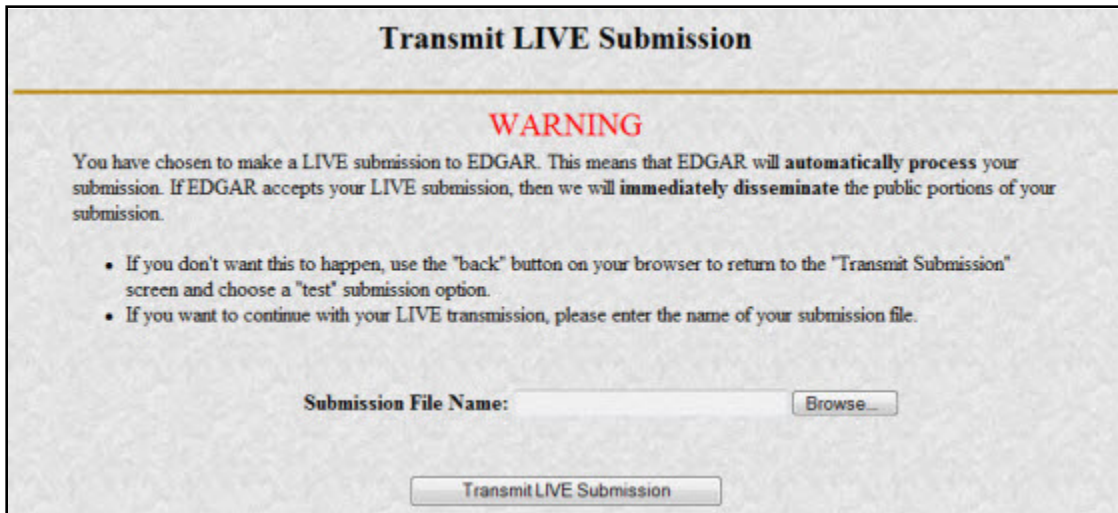 Transmit LIVE Submission
WARNING
You have chosen to make a LIVE submission to EDGAR. This means that EDGAR will automatically process your
submission. If EDGAR accepts your LIVE submission, then we will immediately disseminate the public portions of your
submission.
• If you don't want this to happen, use the "back" button on your browser to return to the "Transmit Submission"
screen and choose a "test" submission option.
• If you want to continue with your LIVE transmission, please enter the name of your submission file.
Submission File Name: Browse...
Transmit LIVE Submission